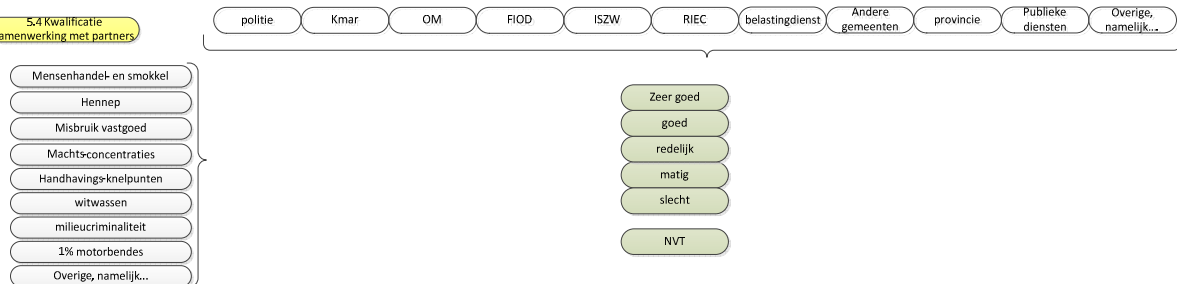 5.4 Kwalificatie
amenwerking met partners
politie
Kmar
OM
FIOD
ISZW
RIEC
belastingdienst
Andere
gemeenten
provincie
Publieke
diensten
Overige,
namelijk...
Mensenhandel- en smokkel
Hennep
Misbruik vastgoed
Machts-concentraties
Handhavings-knelpunten
witwassen
milieucriminaliteit
1% motorbendes
Overige, namelijk...
Zeer goed
goed
redelijk
matig
slecht
NVT